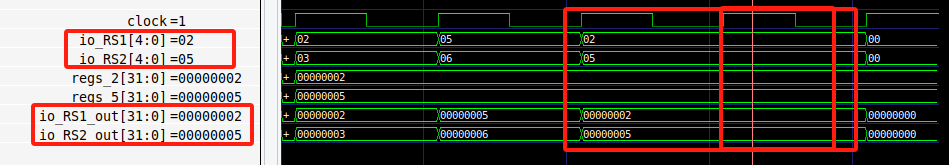 clock =1
io_RS1[4:0] =02 + 02 05 02 00
io_RS2[4:0] =05 + 03 06 05 00
regs_2[31:0] =00000002 + 00000002
regs_5[31:0] =00000005 + 00000005
io_RS1_out[31:0] =00000002 + 00000002 00000005 00000002 00000000
io_RS2_out[31:0] =00000005 + 00000003 00000006 00000005 00000000